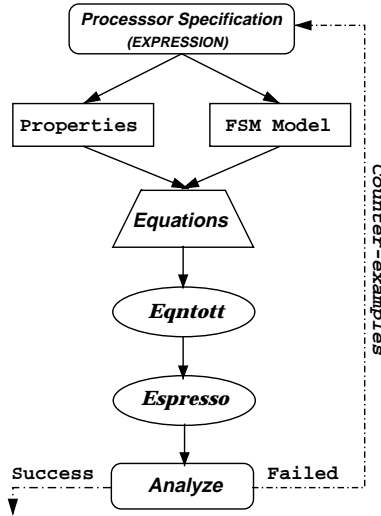 Processsor Specification
(EXPRESSION)
Properties
FSM Model
Equations
Eqntott
Espresso
Success
Analyze
Failed
Counter-examples